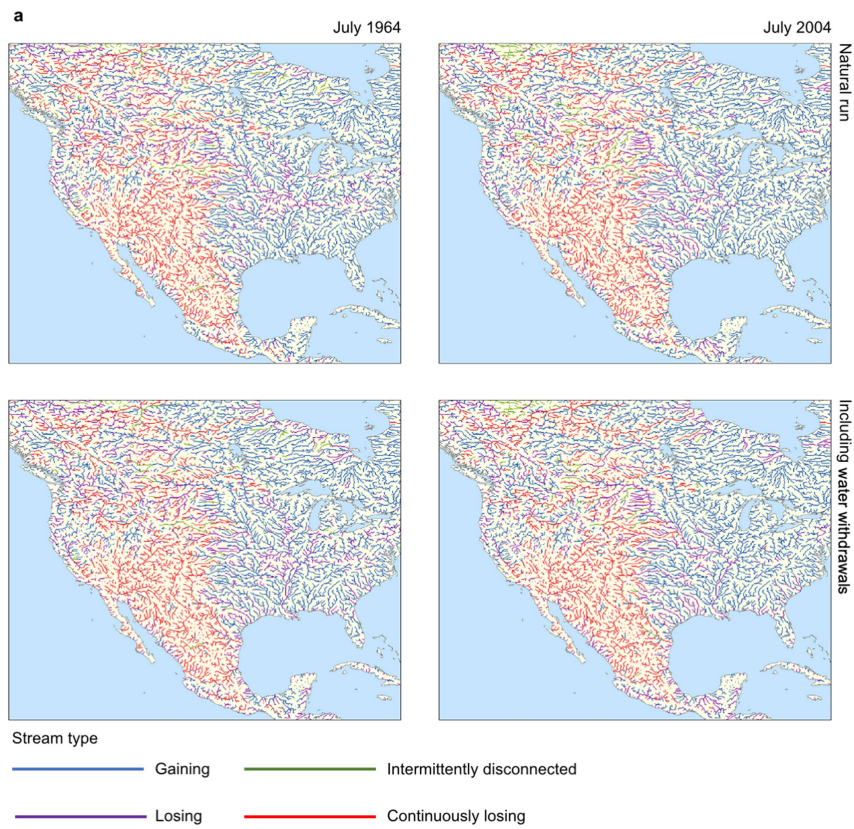 a
July 1964
July 2004
Natural run
Including water withdrawals
Stream type
Gaining
Intermittently disconnected
Losing
Continuously losing